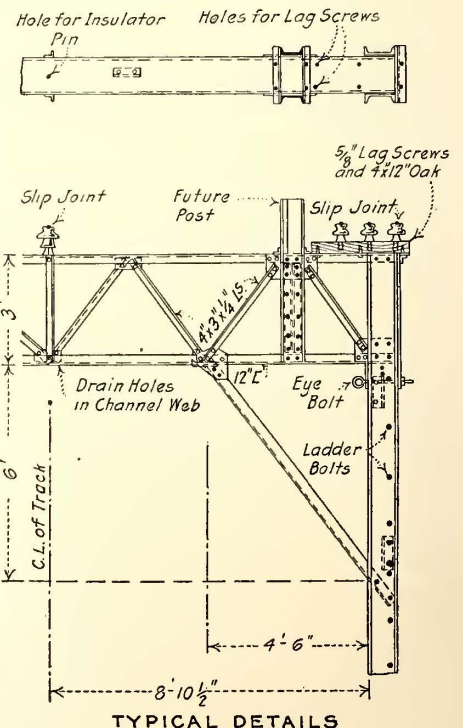 Hole for Insulator
Pin
Holes for Lag Screws
5/8" Lag Screws
and 4"x12" Oak
Slip Joint
Future
Post
Slip Joint
3'
4"x3"x1/4" LS.
12"[
Drain Holes
in Channel Web
Eye
Bolt
Ladder
Bolts
6'
C.L. of Track
4'-6"
8'-10 1/2"
TYPICAL DETAILS